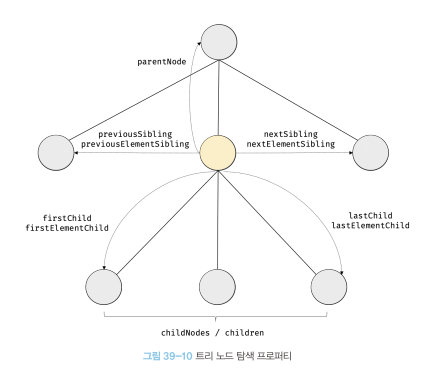 parentNode
previousSibling
previousElementSibling
nextSibling
nextElementSibling
firstChild
firstElementChild
lastChild
lastElementChild
childNodes / children
그림 39-10 트리 노드 탐색 프로퍼티